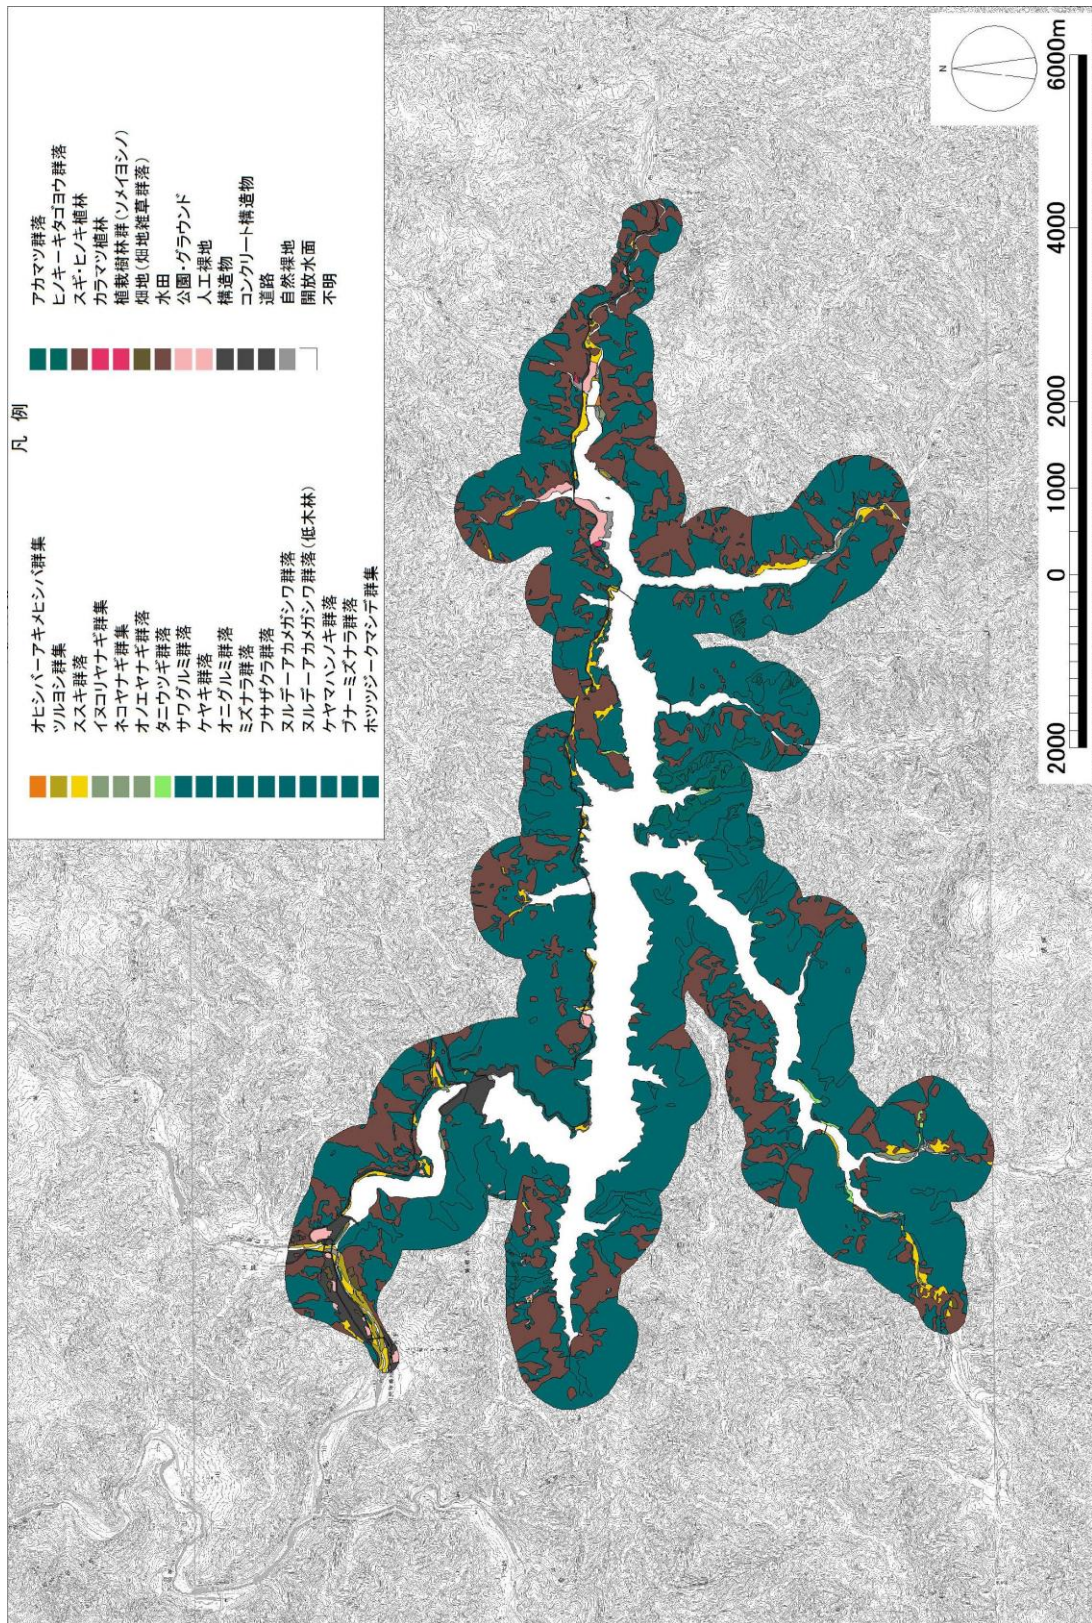 凡 例
オヒシバーアキメヒシバ群集
ツルヨシ群集
ススキ群落
イヌコリヤナギ群集
ネコヤナギ群集
オノエヤナギ群落
タニウツギ群落
サワグルミ群落
ケヤキ群落
オニグルミ群落
ミズナラ群落
フサザクラ群落
ヌルデーアカメガシワ群落
ヌルデーアカメガシワ群落(低木林)
ケヤマハンノキ群落
ブナーミズナラ群落
ホツツジークマシデ群集
アカマツ群落
ヒノキーキタゴヨウ群落
スギ・ヒノキ植林
カラマツ植林
植栽樹林群(ソメイヨシノ)
畑地(畑地雑草群落)
水田
公園・グラウンド
人工裸地
構造物
コンクリート構造物
道路
自然裸地
開放水面
不明
N
2000 0 1000 2000 4000 6000m